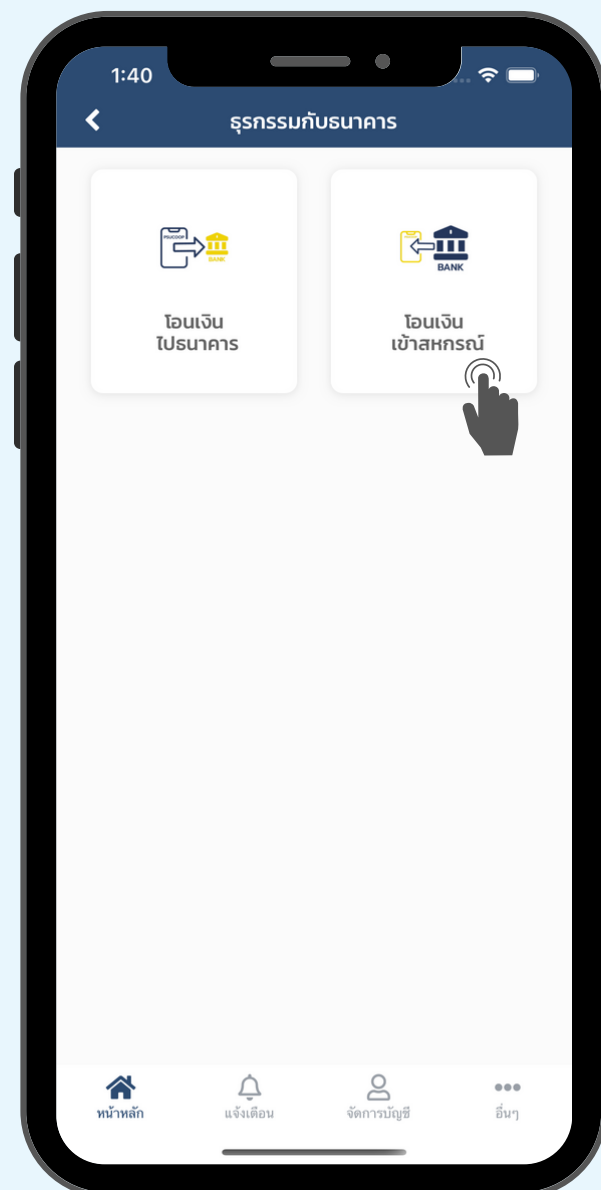 1:40
ธุรกรรมกับธนาคาร
PSUCOOP
BANK
BANK
โอนเงิน
ไปธนาคาร
โอนเงิน
เข้าสหกรณ์
หน้าหลัก
แจ้งเตือน
จัดการบัญชี
อื่นๆ